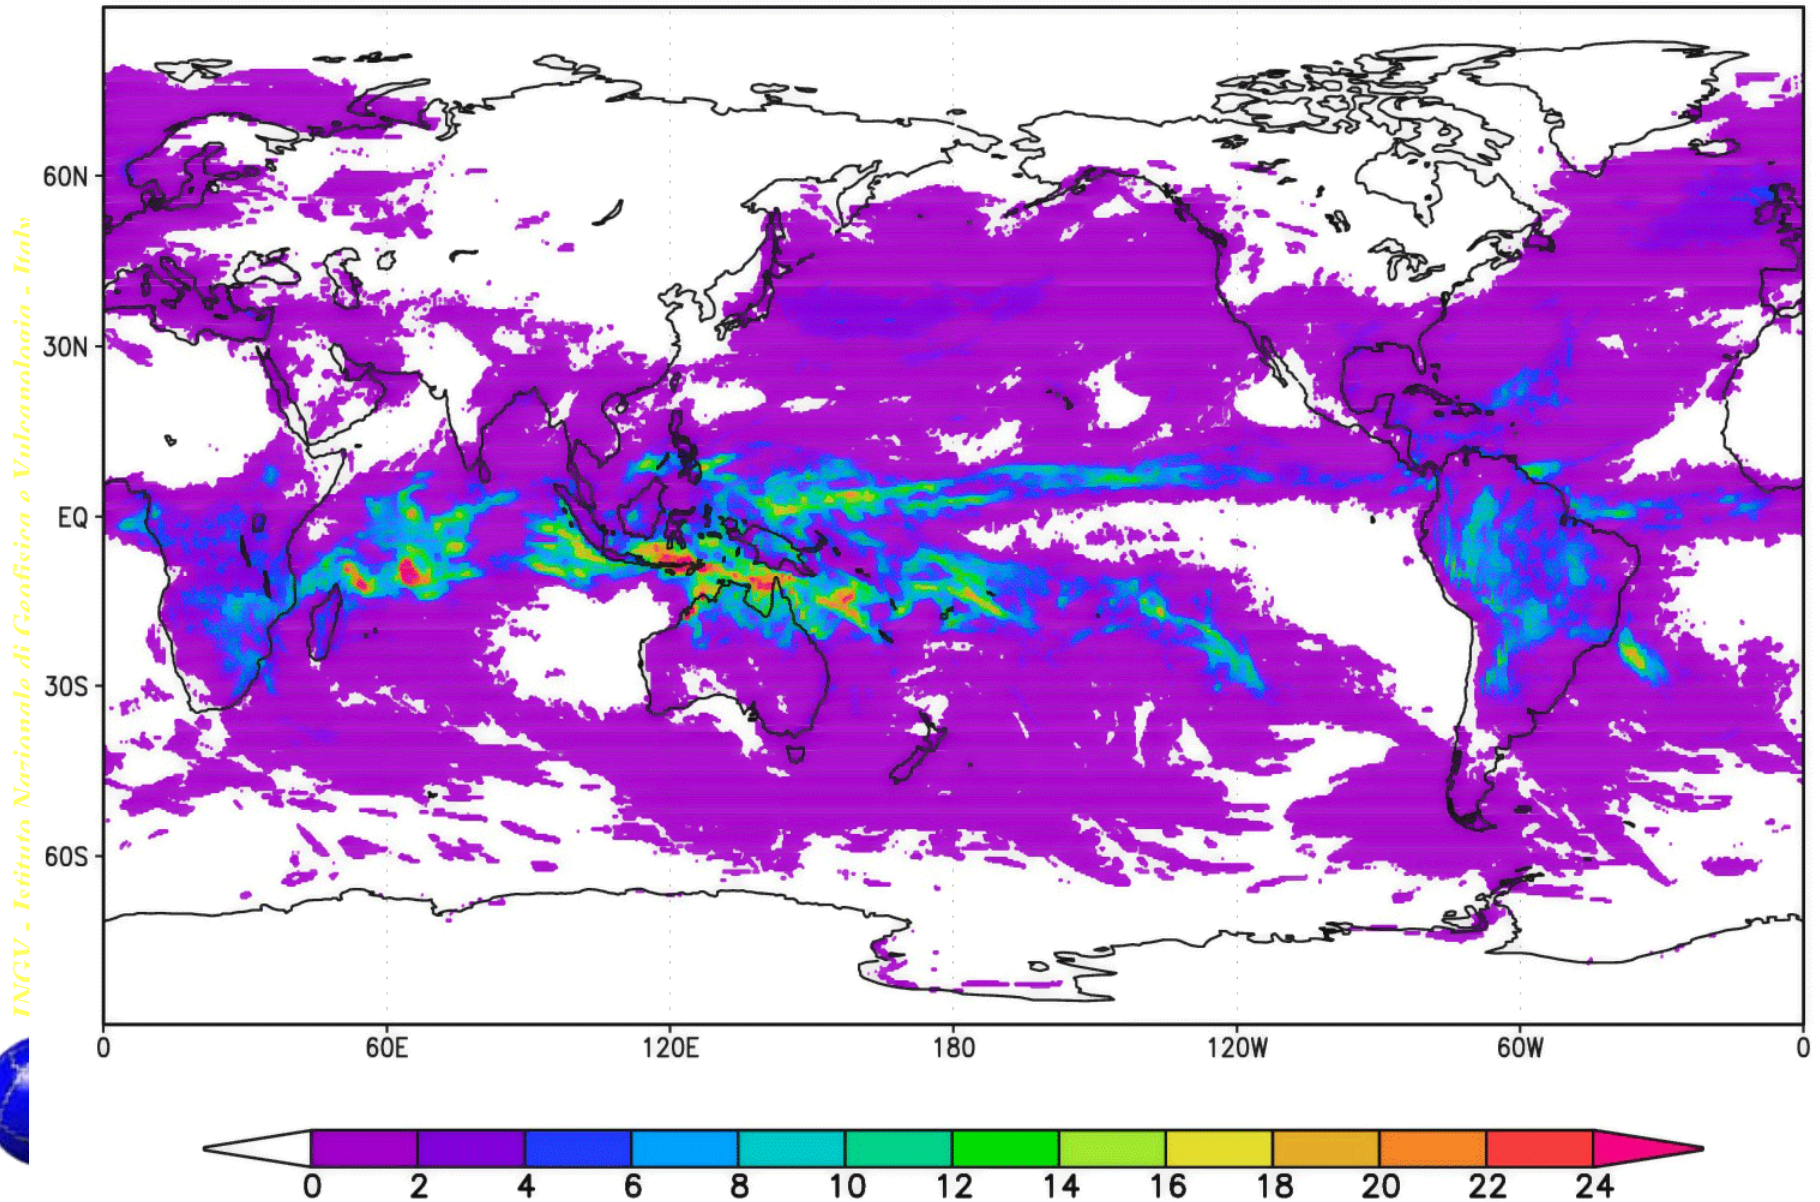 INGV - Istituto Nazionale di Geofisica e Vulcanologia - Italy
60N
30N
EQ
30S
60S
0 60E 120E 180 120W 60W 0
0 2 4 6 8 10 12 14 16 18 20 22 24